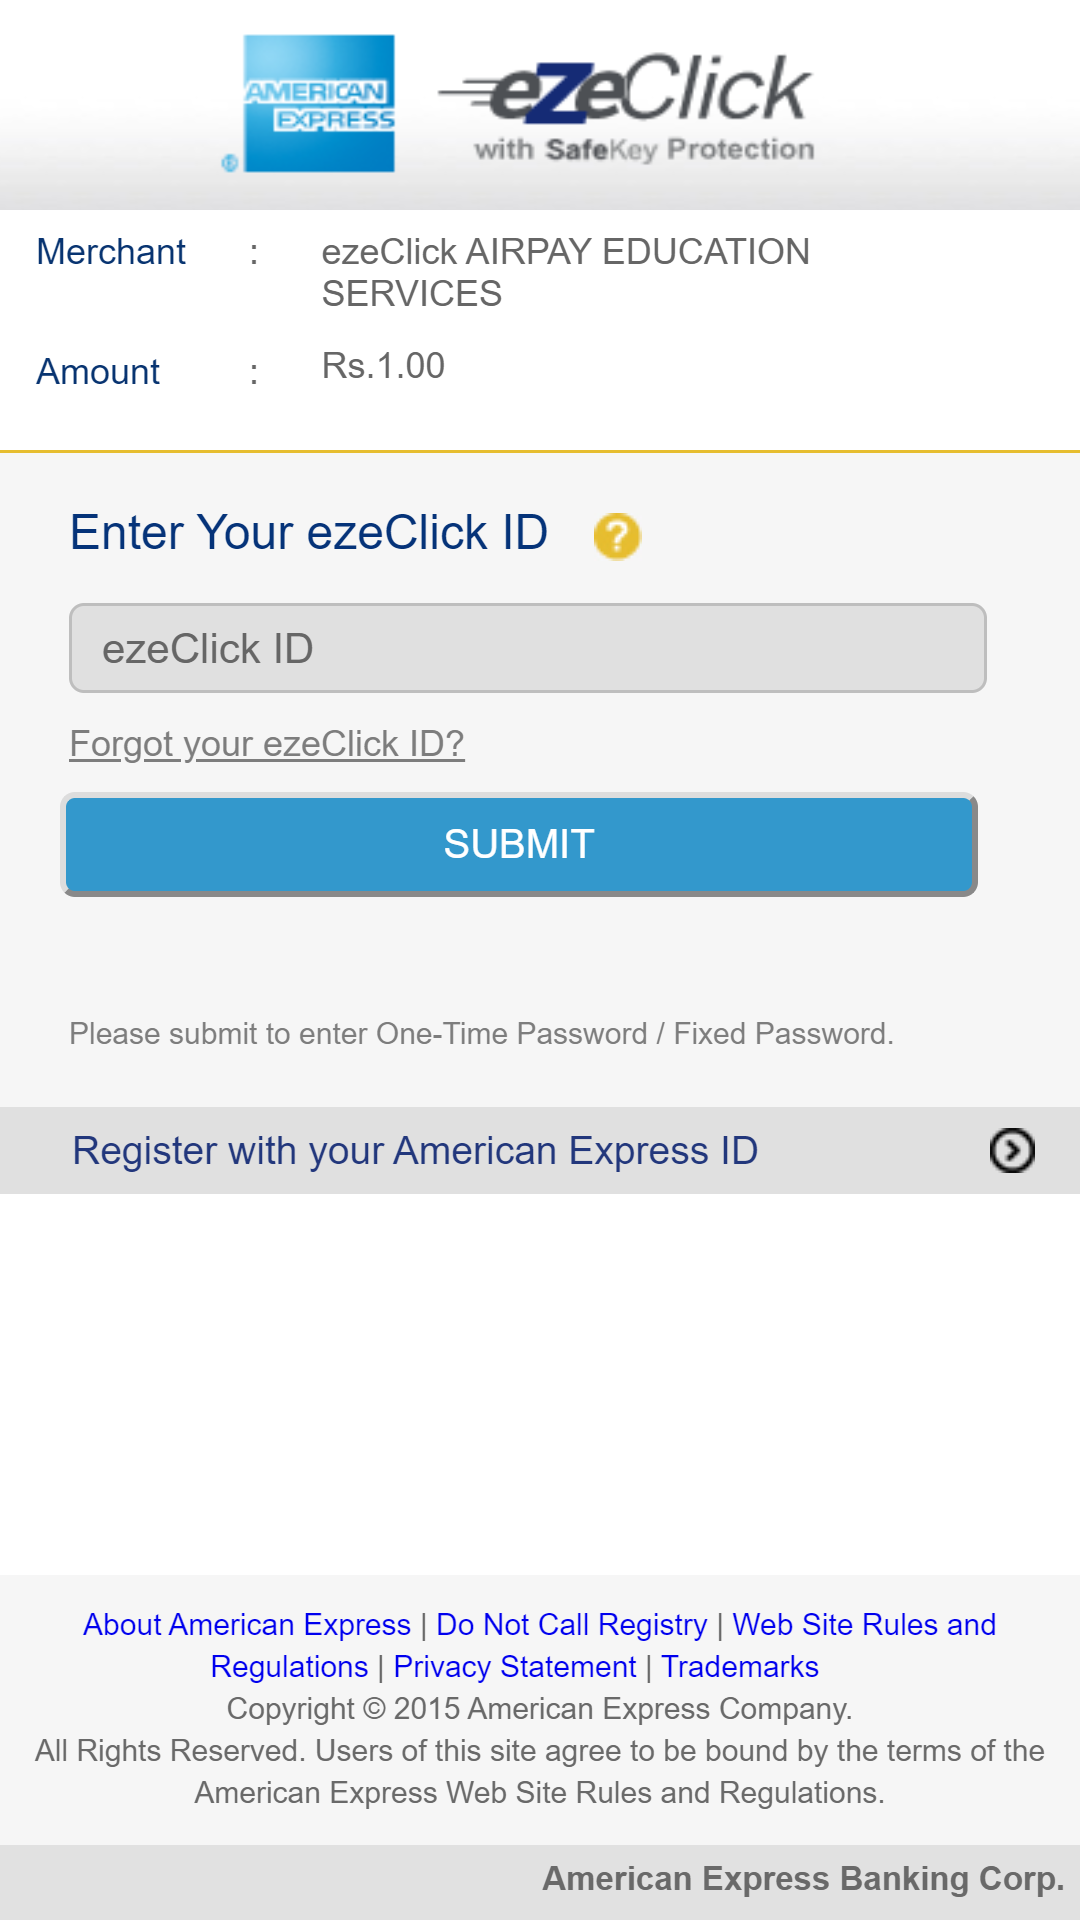 AMERICAN
EXPRESS
®
ezeClick
with SafeKey Protection
Merchant : ezeClick AIRPAY EDUCATION
SERVICES
Amount : Rs.1.00
Enter Your ezeClick ID ?
ezeClick ID
Forgot your ezeClick ID?
SUBMIT
Please submit to enter One-Time Password / Fixed Password.
Register with your American Express ID
About American Express | Do Not Call Registry | Web Site Rules and
Regulations | Privacy Statement | Trademarks
Copyright © 2015 American Express Company.
All Rights Reserved. Users of this site agree to be bound by the terms of the
American Express Web Site Rules and Regulations.
American Express Banking Corp.